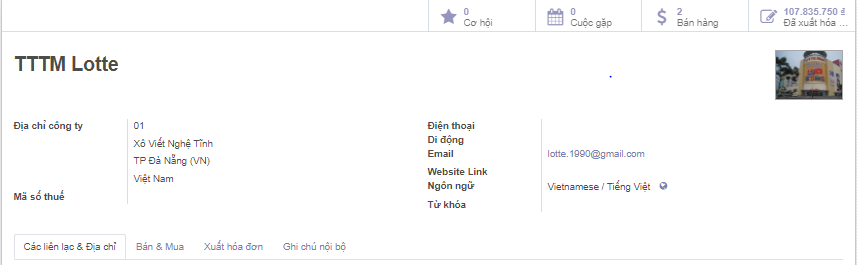 0
Cơ hội
0
Cuộc gặp
2
Bán hàng
107.835.750 ₫
Đã xuất hóa ...
TTTM Lotte
Địa chỉ công ty
01
Xô Viết Nghệ Tĩnh
TP Đà Nẵng (VN)
Việt Nam
Mã số thuế
Điện thoại
Di động
Email lotte.1990@gmail.com
Website Link
Ngôn ngữ Vietnamese / Tiếng Việt
Từ khóa
Các liên lạc & Địa chỉ Bán & Mua Xuất hóa đơn Ghi chú nội bộ